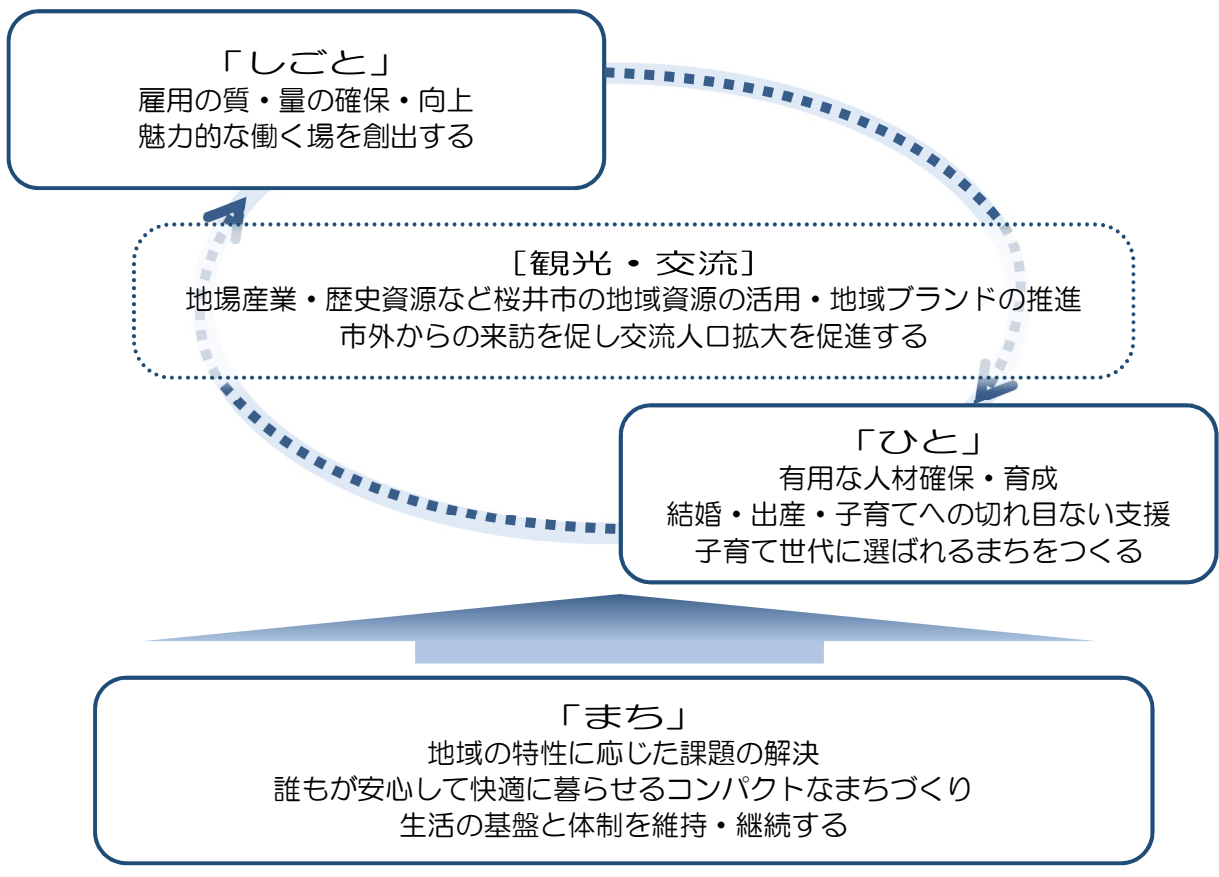 「しごと」
雇用の質・量の確保・向上
魅力的な働く場を創出する
[観光・交流]
地場産業・歴史資源など桜井市の地域資源の活用・地域ブランドの推進
市外からの来訪を促し交流人口拡大を促進する
「ひと」
有用な人材確保・育成
結婚・出産・子育てへの切れ目ない支援
子育て世代に選ばれるまちをつくる
「まち」
地域の特性に応じた課題の解決
誰もが安心して快適に暮らせるコンパクトなまちづくり
生活の基盤と体制を維持・継続する